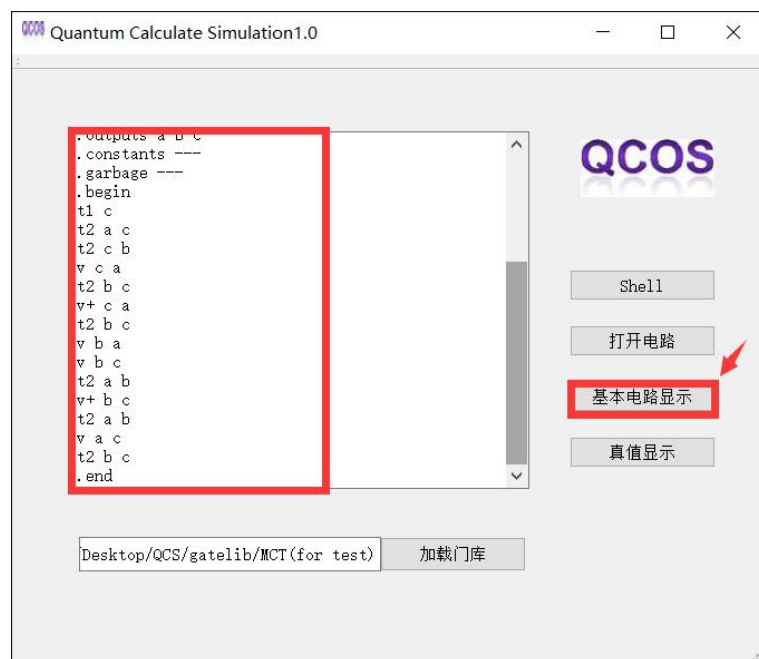 QCOS Quantum Calculate Simulation1.0
.outputs a b c
.constants ---
.garbage ---
.begin
t1 c
t2 a c
t2 c b
v c a
t2 b c
v+ c a
t2 b c
v b a
v b c
t2 a b
v+ b c
t2 a b
v a c
t2 b c
.end
QCOS
Shell
打开电路
基本电路显示
真值显示
Desktop/QCS/gatelib/MCT(for test)
加载门库